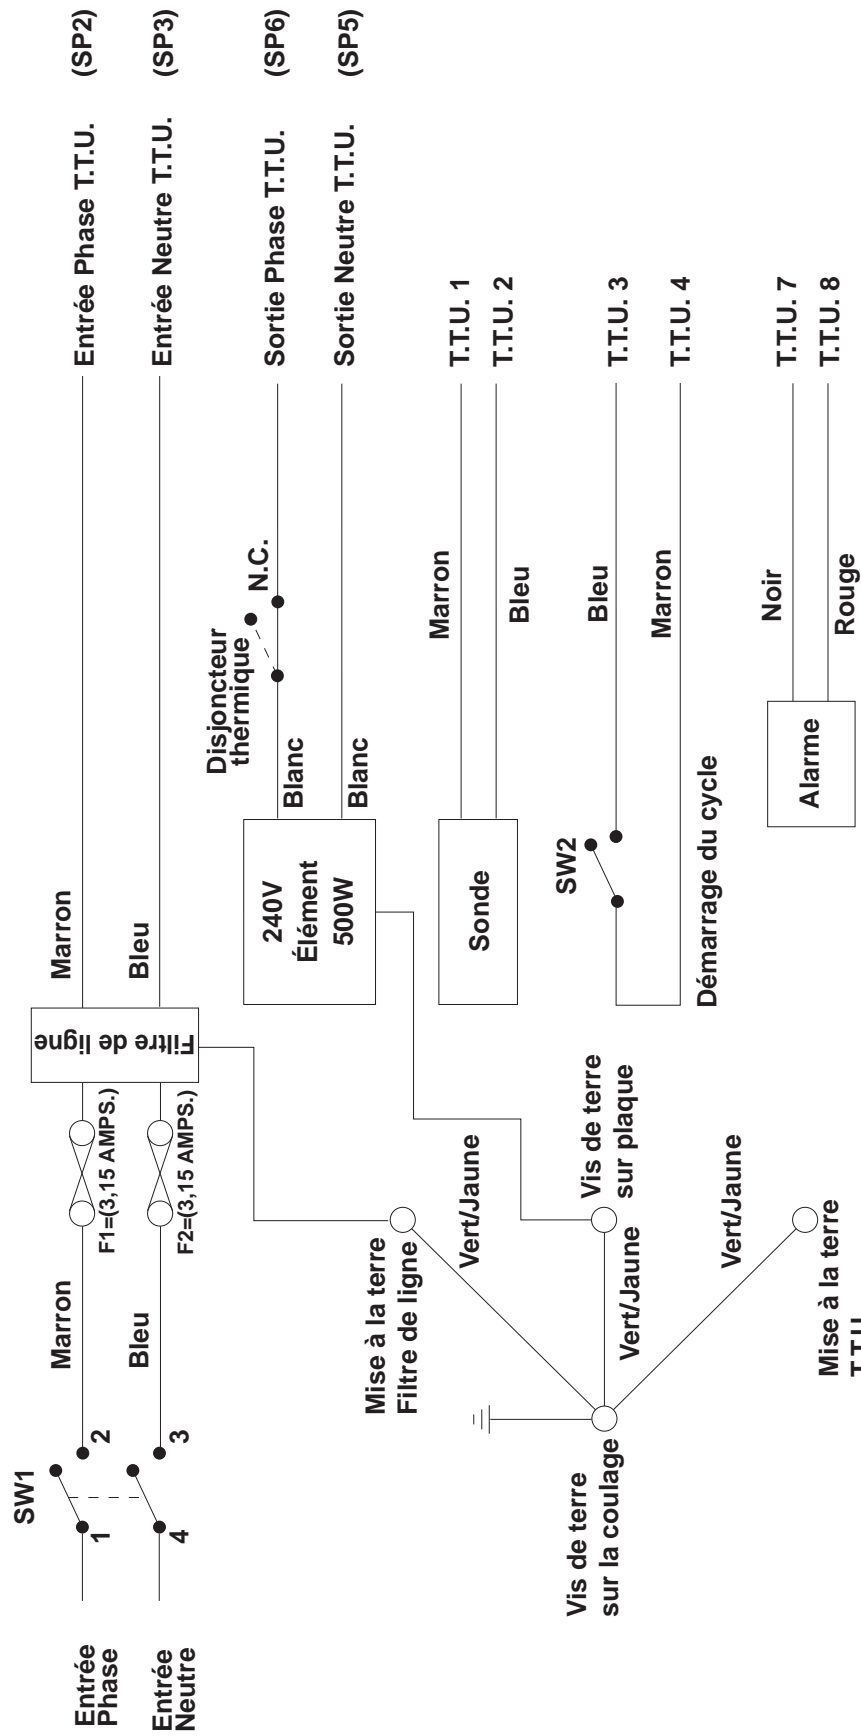 Entrée
Phase
Entrée
Neutre
SW1
1
2
4
3
Marron
Bleu
F1=(3,15 AMPS.)
F2=(3,15 AMPS.)
Filtre de ligne
Marron
Bleu
Entrée Phase T.T.U. (SP2)
Entrée Neutre T.T.U. (SP3)
240V
Élément
500W
Blanc
Blanc
Disjoncteur
thermique
N.C.
Sortie Phase T.T.U. (SP6)
Sortie Neutre T.T.U. (SP5)
Sonde
Marron
Bleu
T.T.U. 1
T.T.U. 2
SW2
Démarrage du cycle
Bleu
Marron
T.T.U. 3
T.T.U. 4
Alarme
Noir
Rouge
T.T.U. 7
T.T.U. 8
Mise à la terre
Filtre de ligne
Vert/Jaune
Vis de terre
sur plaque
Vert/Jaune
Vis de terre
sur la coulage
Vert/Jaune
Mise à la terre
T.T.U.